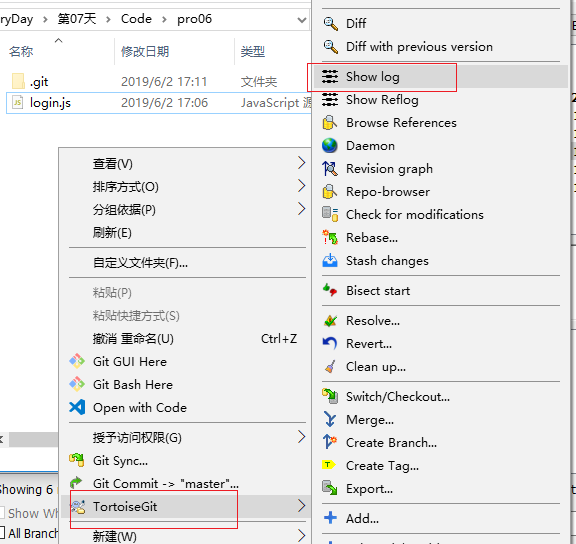 ryDay › 第07天 › Code › pro06
名称 修改日期 类型
.git 2019/6/2 17:11 文件夹
login.js 2019/6/2 17:06 JavaScript 源
查看(V)
排序方式(O)
分组依据(P)
刷新(E)
自定义文件夹(F)...
粘贴(P)
粘贴快捷方式(S)
撤消 重命名(U) Ctrl+Z
Git GUI Here
Git Bash Here
Open with Code
授予访问权限(G)
Git Sync...
Git Commit -> "master"...
TortoiseGit
新建(W)
Showing 6
Show Wh
All Branch
Diff
Diff with previous version
Show log
Show Reflog
Browse References
Daemon
Revision graph
Repo-browser
Check for modifications
Rebase...
Stash changes
Bisect start
Resolve...
Revert...
Clean up...
Switch/Checkout...
Merge...
Create Branch...
Create Tag...
Export...
Add...